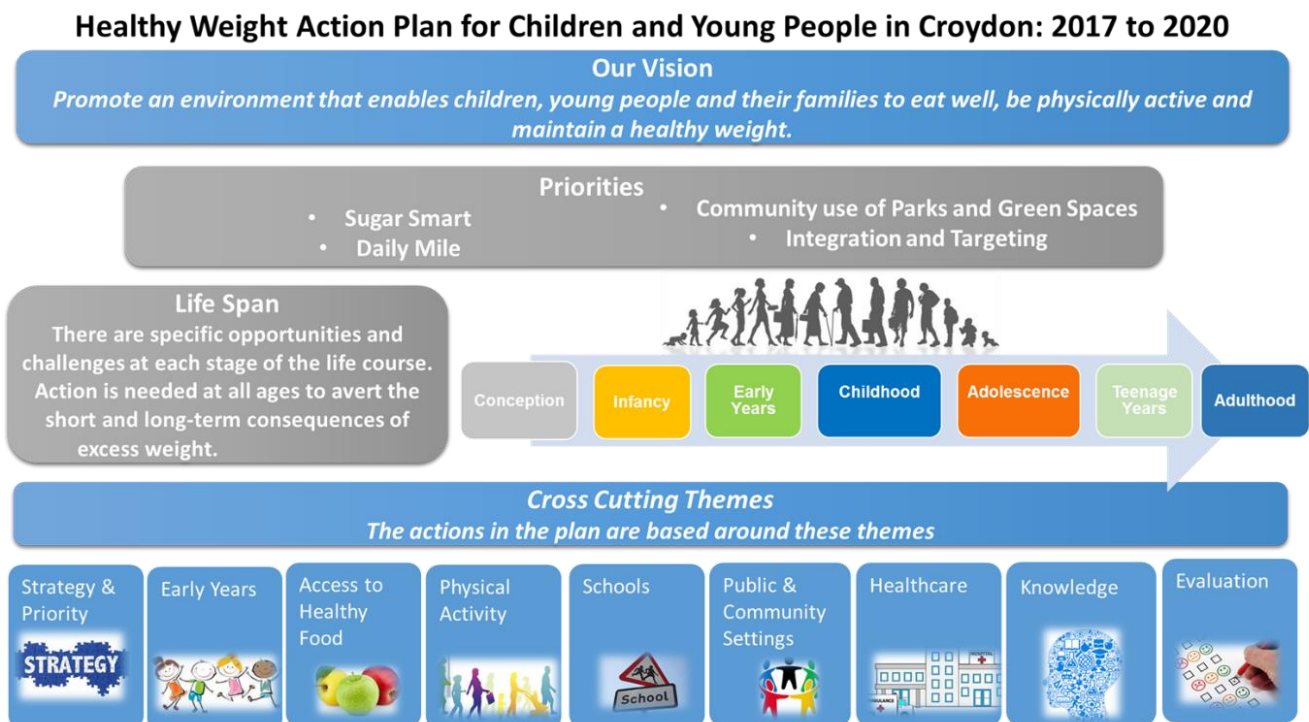 Healthy Weight Action Plan for Children and Young People in Croydon: 2017 to 2020
Our Vision
Promote an environment that enables children, young people and their families to eat well, be physically active and
maintain a healthy weight.
Priorities
• Sugar Smart
• Daily Mile
• Community use of Parks and Green Spaces
• Integration and Targeting
Life Span
There are specific opportunities and
challenges at each stage of the life course.
Action is needed at all ages to avert the
short and long-term consequences of
excess weight.
Conception
Infancy
Early
Years
Childhood
Adolescence
Teenage
Years
Adulthood
Cross Cutting Themes
The actions in the plan are based around these themes
Strategy &
Priority
STRATEGY
Early Years
Access to
Healthy
Food
Physical
Activity
Schools
School
Public &
Community
Settings
Healthcare
HOSPITAL
Knowledge
Evaluation